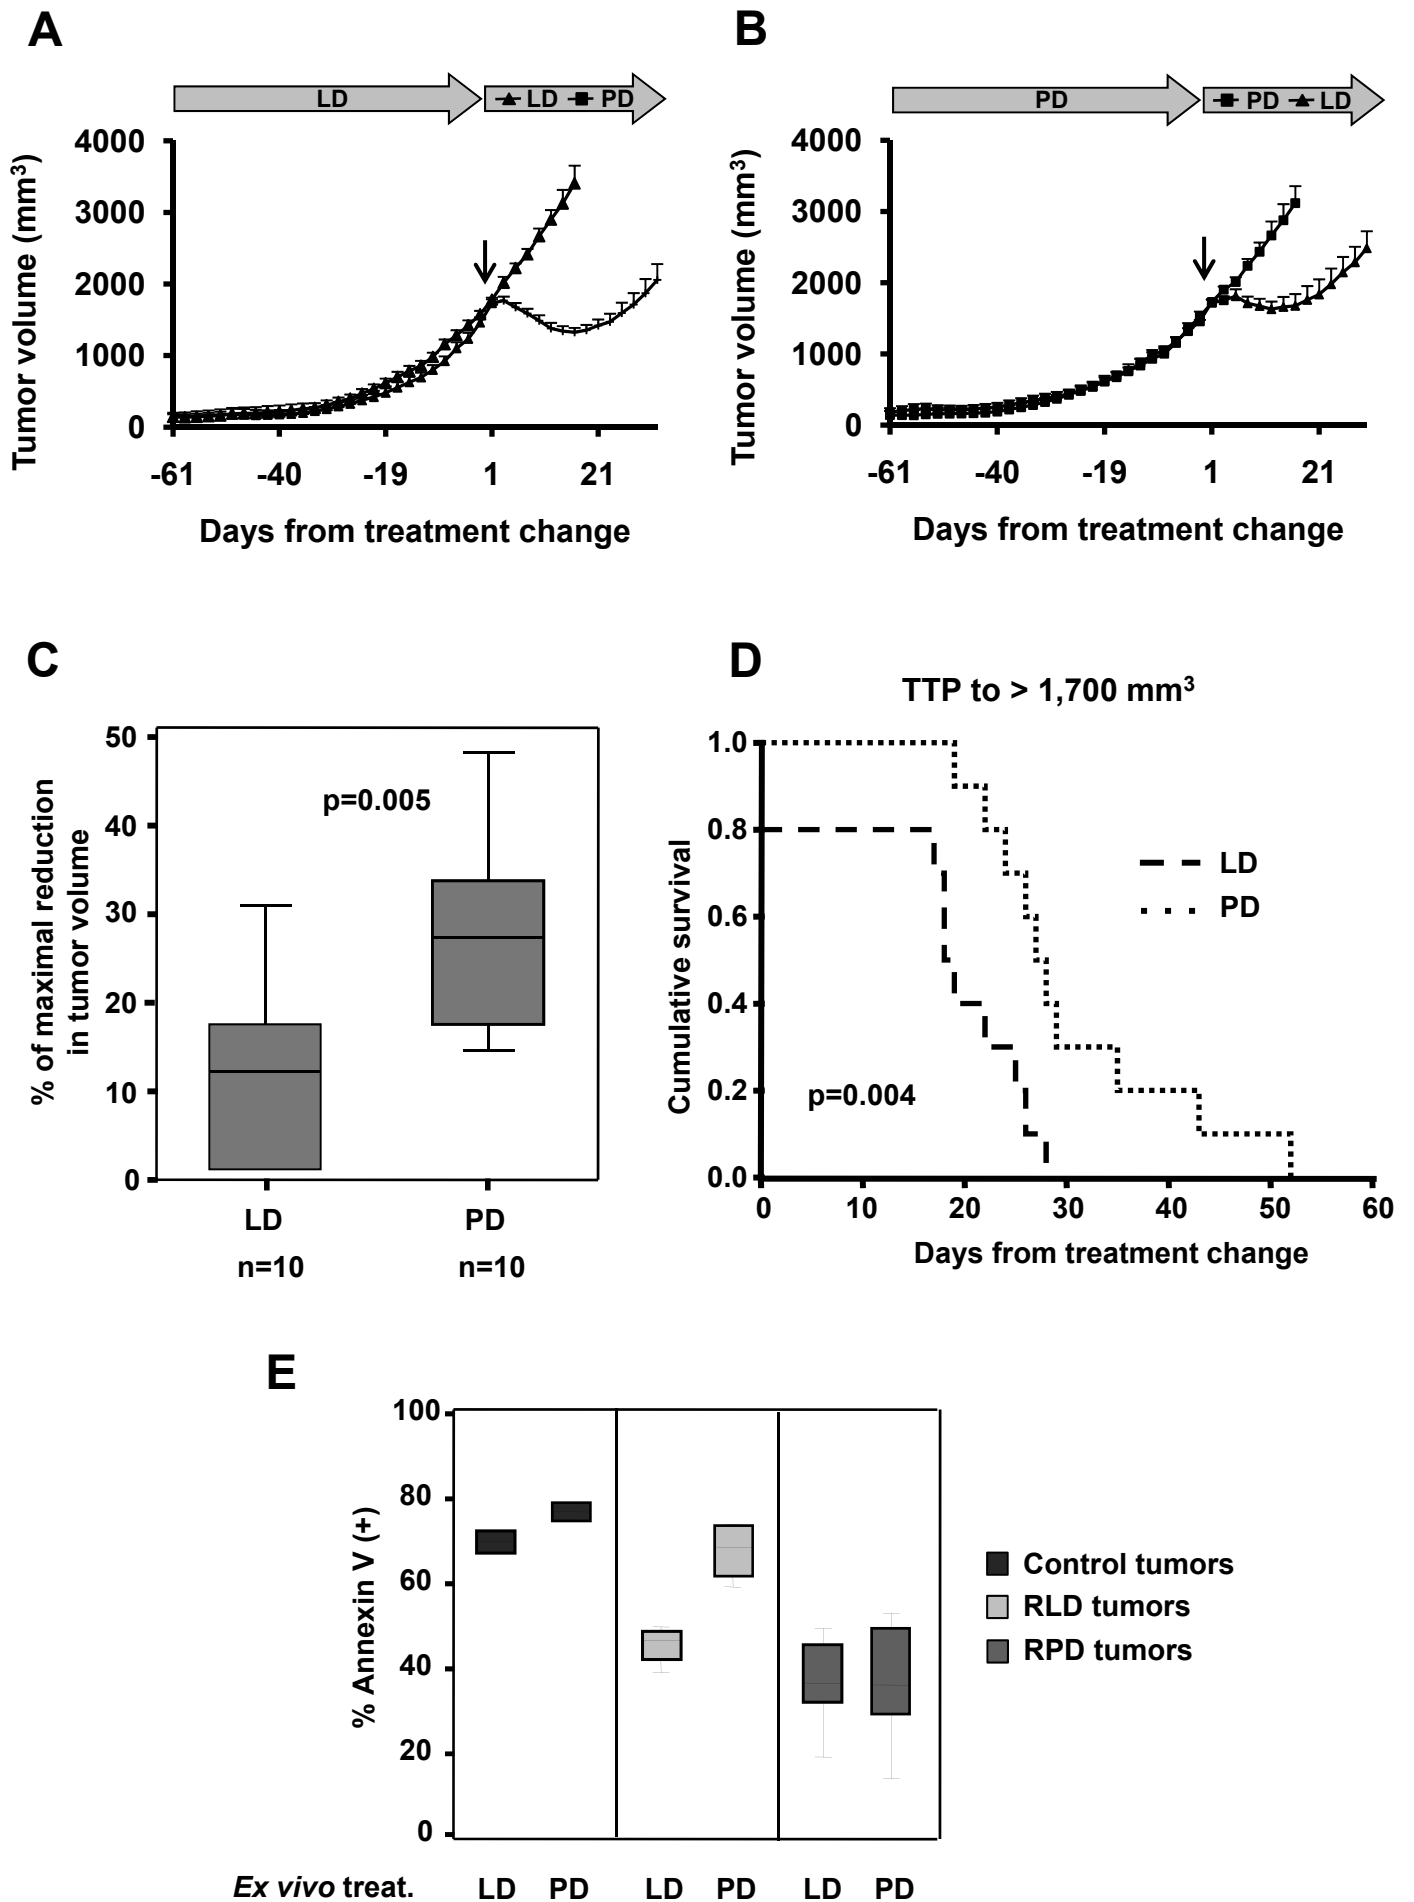 A
LD
LD PD
4000
3000
2000
1000
0
Tumor volume (mm³)
-61 -40 -19 1 21
Days from treatment change
B
PD
PD LD
4000
3000
2000
1000
0
Tumor volume (mm³)
-61 -40 -19 1 21
Days from treatment change
C
50
40
30
20
10
0
% of maximal reduction
in tumor volume
p=0.005
LD PD
n=10 n=10
D
TTP to > 1,700 mm³
1.0
0.8
0.6
0.4
0.2
0.0
Cumulative survival
LD
PD
p=0.004
0 10 20 30 40 50 60
Days from treatment change
E
100
80
60
40
20
0
% Annexin V (+)
Control tumors
RLD tumors
RPD tumors
Ex vivo treat. LD PD LD PD LD PD